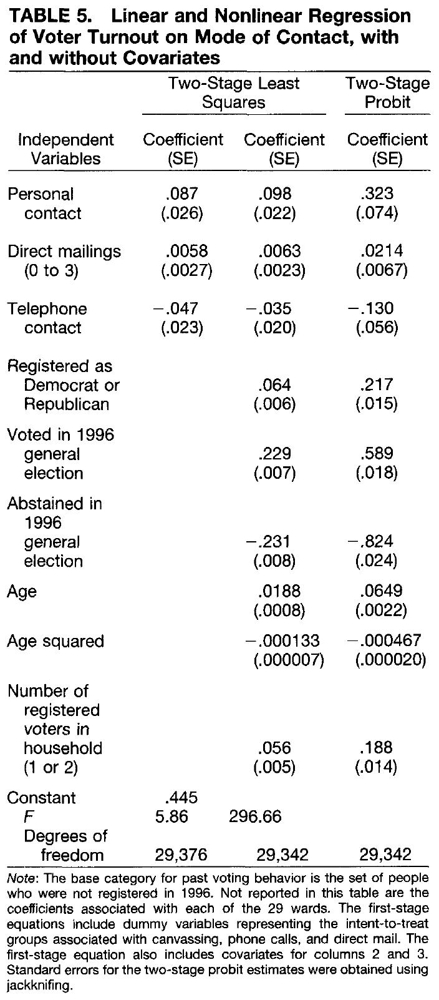 TABLE 5. Linear and Nonlinear Regression
of Voter Turnout on Mode of Contact, with
and without Covariates
Two-Stage Least Two-Stage
Squares Probit
Independent Coefficient Coefficient Coefficient
Variables (SE) (SE) (SE)
Personal .087 .098 .323
contact (.026) (.022) (.074)
Direct mailings .0058 .0063 .0214
(0 to 3) (.0027) (.0023) (.0067)
Telephone −.047 −.035 −.130
contact (.023) (.020) (.056)
Registered as
Democrat or .064 .217
Republican (.006) (.015)
Voted in 1996
general .229 .589
election (.007) (.018)
Abstained in
1996
general −.231 −.824
election (.008) (.024)
Age .0188 .0649
(.0008) (.0022)
Age squared −.000133 −.000467
(.000007) (.000020)
Number of
registered
voters in
household .056 .188
(1 or 2) (.005) (.014)
Constant .445
F 5.86 296.66
Degrees of
freedom 29,376 29,342 29,342
Note: The base category for past voting behavior is the set of people
who were not registered in 1996. Not reported in this table are the
coefficients associated with each of the 29 wards. The first-stage
equations include dummy variables representing the intent-to-treat
groups associated with canvassing, phone calls, and direct mail. The
first-stage equation also includes covariates for columns 2 and 3.
Standard errors for the two-stage probit estimates were obtained using
jackknifing.